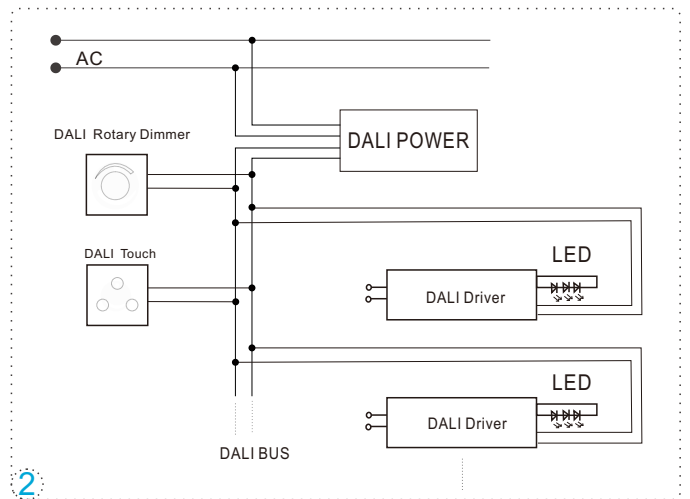 AC
DALI POWER
DALI Rotary Dimmer
DALI Touch
LED
DALI Driver
LED
DALI Driver
DALI BUS
2